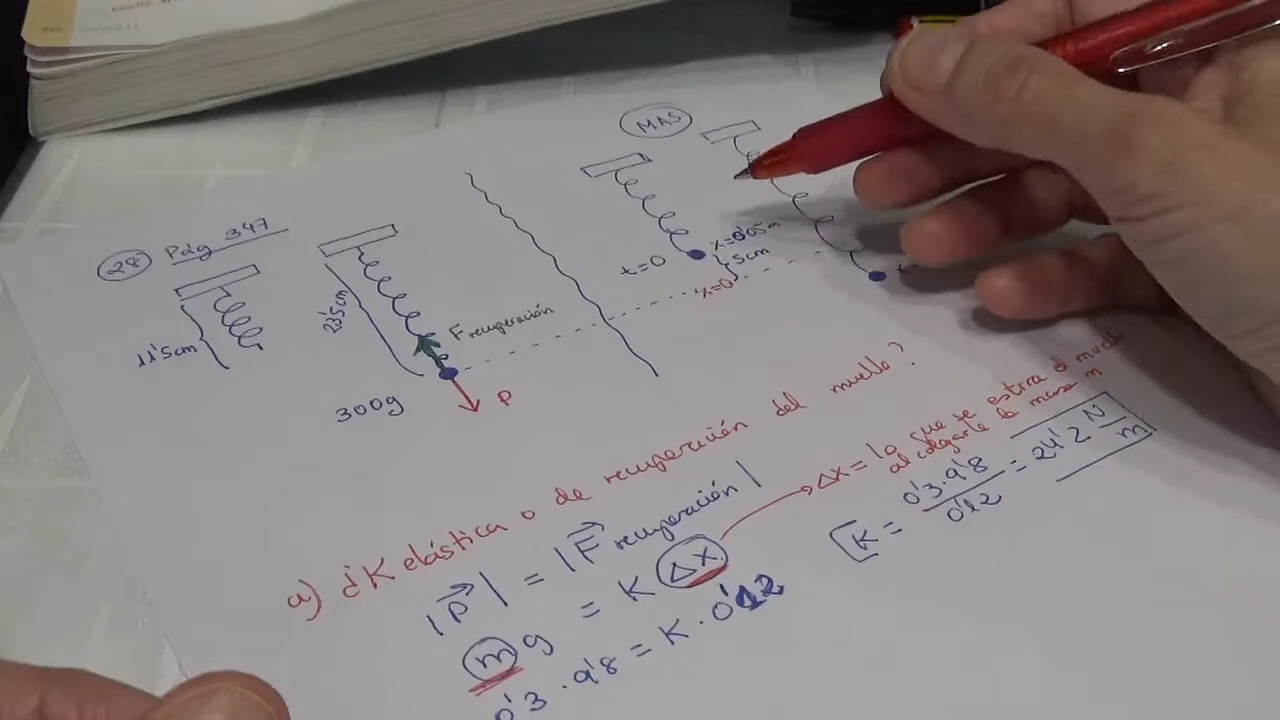 28 Pág 347
11'5cm
23'5cm
F recuperación
300g
P
MAS
t=0
x=0'05m
5cm
x=0
a) ¿K elástica o de recuperación del muelle?
|P| = |F recuperación|
mg = K Δx
Δx = lo que se estira el muelle
al colgarle la masa m
0'3 · 9'8 = K · 0'12
K = 0'3·9'8 / 0'12 = 24'2 N/m